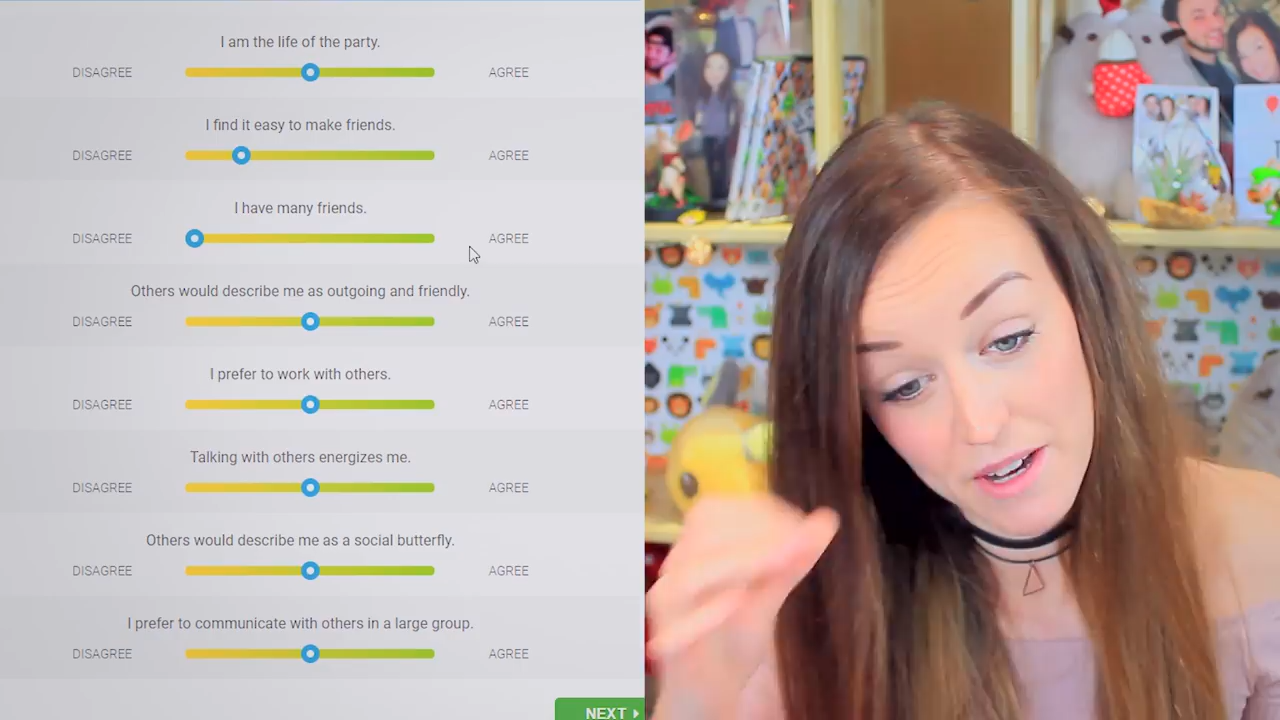 I am the life of the party.
DISAGREE AGREE
I find it easy to make friends.
DISAGREE AGREE
I have many friends.
DISAGREE AGREE
Others would describe me as outgoing and friendly.
DISAGREE AGREE
I prefer to work with others.
DISAGREE AGREE
Talking with others energizes me.
DISAGREE AGREE
Others would describe me as a social butterfly.
DISAGREE AGREE
I prefer to communicate with others in a large group.
DISAGREE AGREE
NEXT